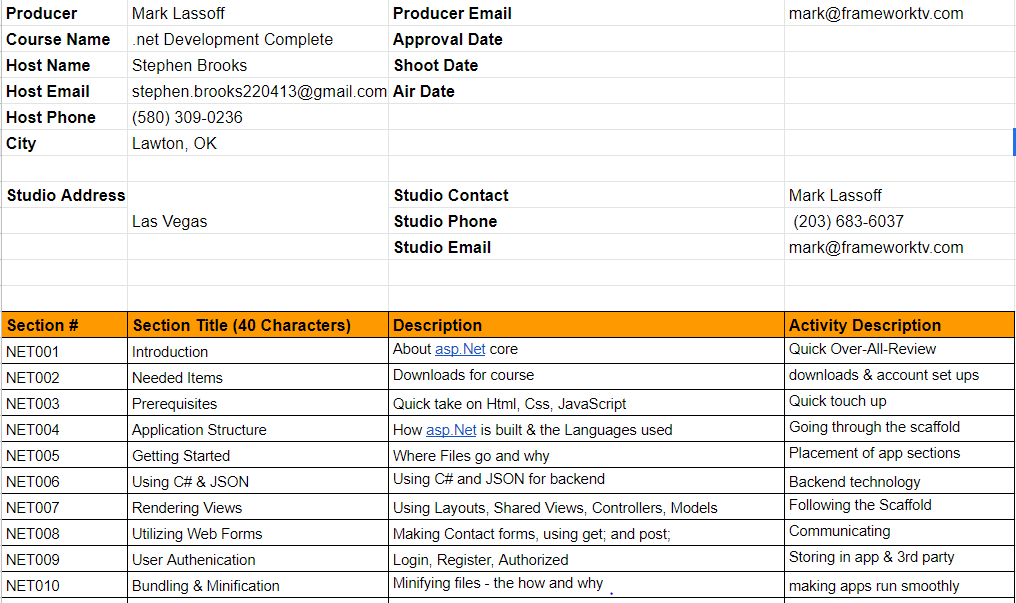 Producer Mark Lassoff Producer Email mark@frameworktv.com
Course Name .net Development Complete Approval Date
Host Name Stephen Brooks Shoot Date
Host Email stephen.brooks220413@gmail.com Air Date
Host Phone (580) 309-0236
City Lawton, OK
Studio Address Studio Contact Mark Lassoff
Las Vegas Studio Phone (203) 683-6037
Studio Email mark@frameworktv.com
Section # Section Title (40 Characters) Description Activity Description
NET001 Introduction About asp.Net core Quick Over-All-Review
NET002 Needed Items Downloads for course downloads & account set ups
NET003 Prerequisites Quick take on Html, Css, JavaScript Quick touch up
NET004 Application Structure How asp.Net is built & the Languages used Going through the scaffold
NET005 Getting Started Where Files go and why Placement of app sections
NET006 Using C# & JSON Using C# and JSON for backend Backend technology
NET007 Rendering Views Using Layouts, Shared Views, Controllers, Models Following the Scaffold
NET008 Utilizing Web Forms Making Contact forms, using get; and post; Communicating
NET009 User Authenication Login, Register, Authorized Storing in app & 3rd party
NET010 Bundling & Minification Minifying files - the how and why . making apps run smoothly